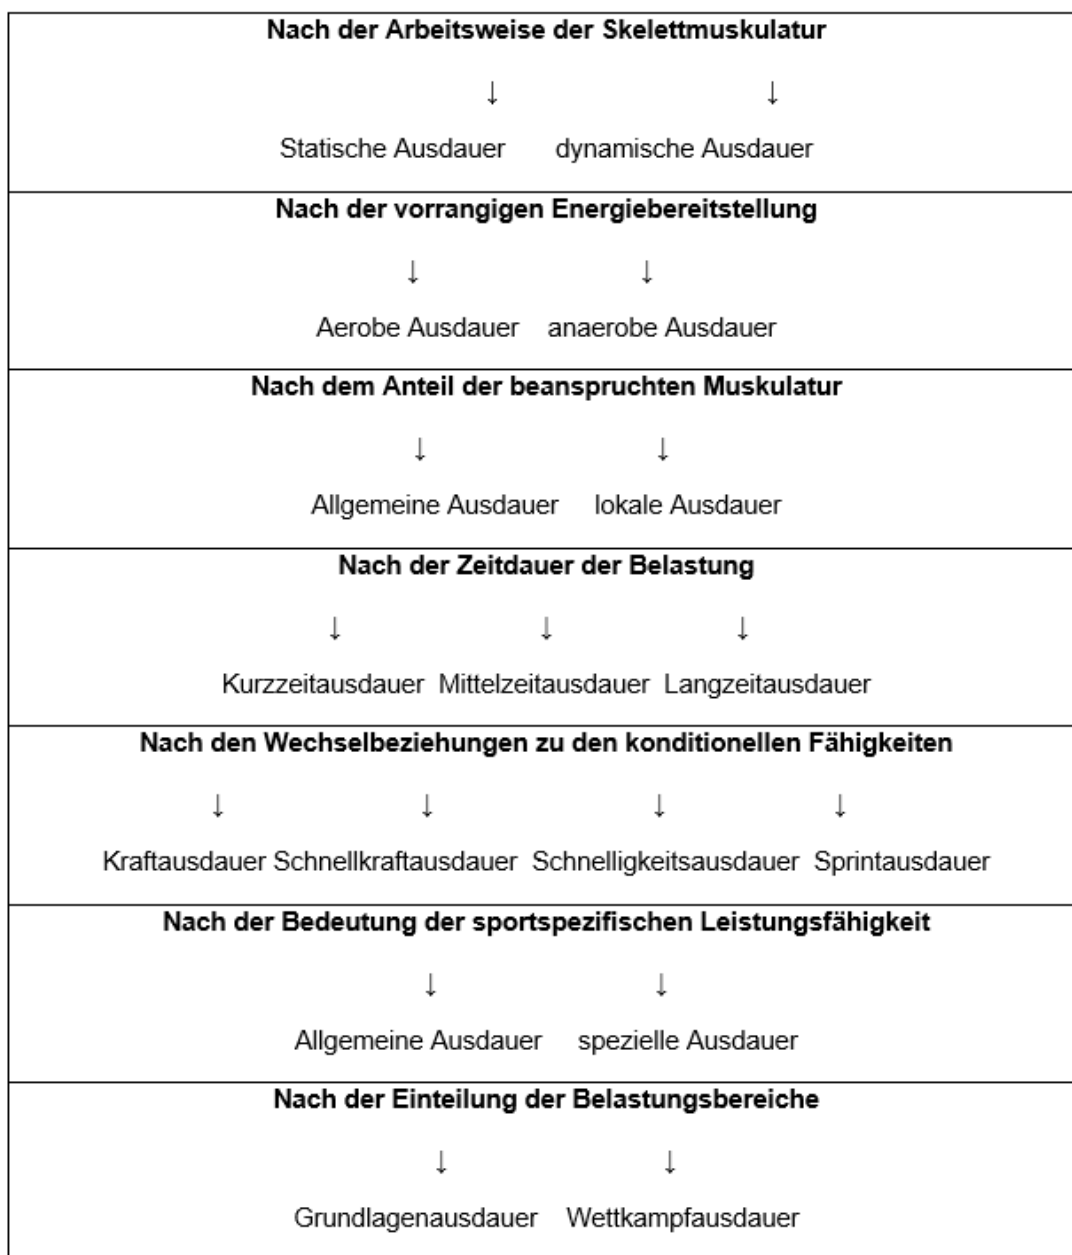 Nach der Arbeitsweise der Skelettmuskulatur
↓ ↓
Statische Ausdauer dynamische Ausdauer
Nach der vorrangigen Energiebereitstellung
↓ ↓
Aerobe Ausdauer anaerobe Ausdauer
Nach dem Anteil der beanspruchten Muskulatur
↓ ↓
Allgemeine Ausdauer lokale Ausdauer
Nach der Zeitdauer der Belastung
↓ ↓ ↓
Kurzzeitausdauer Mittelzeitausdauer Langzeitausdauer
Nach den Wechselbeziehungen zu den konditionellen Fähigkeiten
↓ ↓ ↓ ↓
Kraftausdauer Schnellkraftausdauer Schnelligkeitsausdauer Sprintausdauer
Nach der Bedeutung der sportspezifischen Leistungsfähigkeit
↓ ↓
Allgemeine Ausdauer spezielle Ausdauer
Nach der Einteilung der Belastungsbereiche
↓ ↓
Grundlagenausdauer Wettkampfausdauer